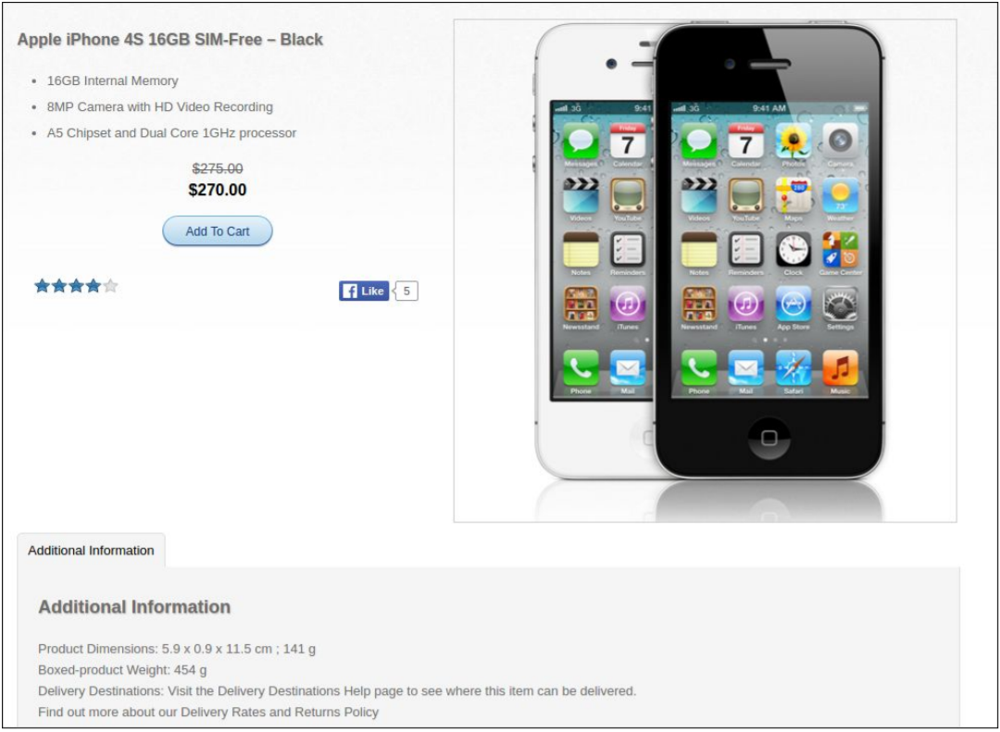 Apple iPhone 4S 16GB SIM-Free – Black
• 16GB Internal Memory
• 8MP Camera with HD Video Recording
• A5 Chipset and Dual Core 1GHz processor
$275.00
$270.00
Add To Cart
Like 5
3G 9:41
Friday
7
Messages Calendar
Videos YouTube
Notes Reminders
Newsstand iTunes
Phone Mail
3G 9:41 AM
Friday
7
280
73°
Messages Calendar Photos Camera
Videos YouTube Maps Weather
Notes Reminders Clock Game Center
Newsstand iTunes App Store Settings
Phone Mail Safari Music
Additional Information
Additional Information
Product Dimensions: 5.9 x 0.9 x 11.5 cm ; 141 g
Boxed-product Weight: 454 g
Delivery Destinations: Visit the Delivery Destinations Help page to see where this item can be delivered.
Find out more about our Delivery Rates and Returns Policy